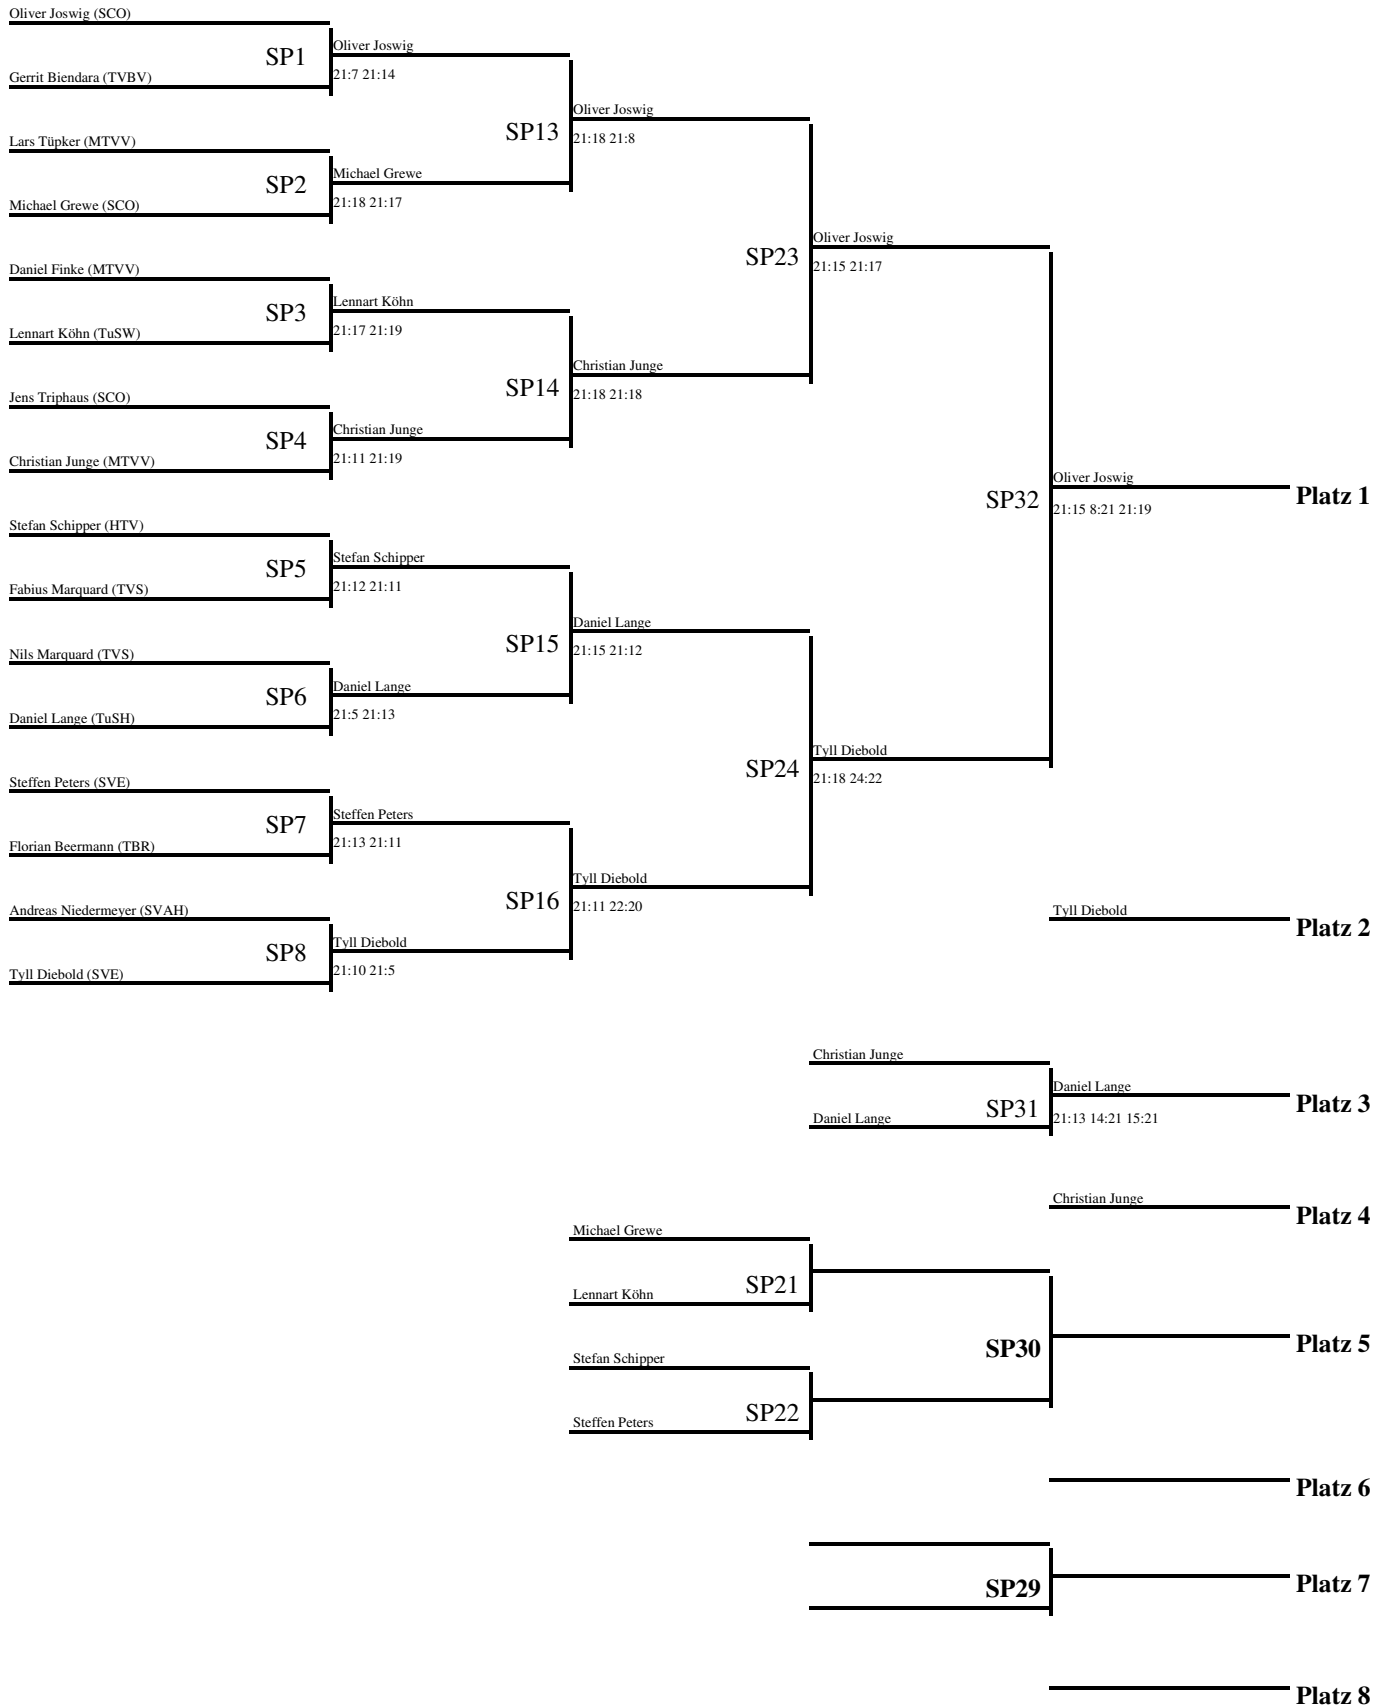 Oliver Joswig (SCO)
SP1
Oliver Joswig
Gerrit Biendara (TVBV)
21:7 21:14
SP13
Oliver Joswig
21:18 21:8
Lars Tüpker (MTVV)
SP2
Michael Grewe
Michael Grewe (SCO)
21:18 21:17
SP23
Oliver Joswig
21:15 21:17
Daniel Finke (MTVV)
SP3
Lennart Köhn
Lennart Köhn (TuSW)
21:17 21:19
SP14
Christian Junge
21:18 21:18
Jens Triphaus (SCO)
SP4
Christian Junge
Christian Junge (MTVV)
21:11 21:19
SP32
Oliver Joswig
21:15 8:21 21:19
Platz 1
Stefan Schipper (HTV)
SP5
Stefan Schipper
Fabius Marquard (TVS)
21:12 21:11
SP15
Daniel Lange
21:15 21:12
Nils Marquard (TVS)
SP6
Daniel Lange
Daniel Lange (TuSH)
21:5 21:13
SP24
Tyll Diebold
21:18 24:22
Steffen Peters (SVE)
SP7
Steffen Peters
Florian Beermann (TBR)
21:13 21:11
SP16
Tyll Diebold
21:11 22:20
Andreas Niedermeyer (SVAH)
SP8
Tyll Diebold
Tyll Diebold (SVE)
21:10 21:5
Tyll Diebold
Platz 2
Christian Junge
SP31
Daniel Lange
Daniel Lange
21:13 14:21 15:21
Platz 3
Christian Junge
Platz 4
Michael Grewe
SP21
Lennart Köhn
SP30
Platz 5
Stefan Schipper
SP22
Steffen Peters
Platz 6
SP29
Platz 7
Platz 8